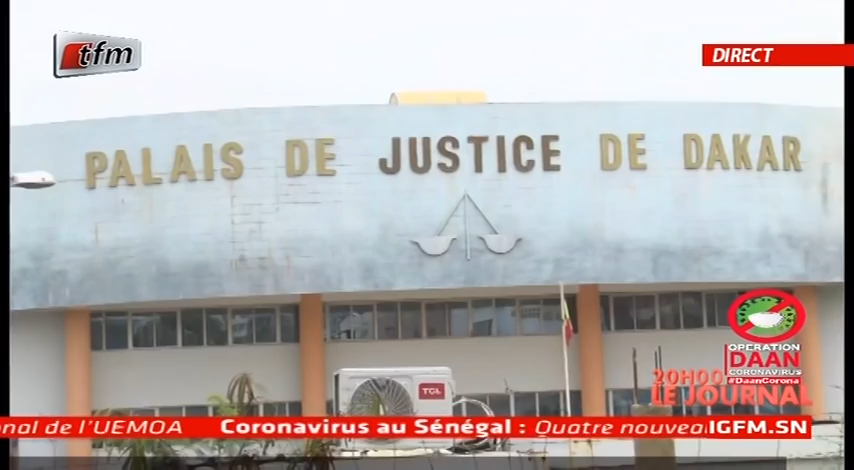 tfm
DIRECT
PALAIS DE JUSTICE DE DAKAR
OPERATION
DAAN
CORONAVIRUS
#DaanCorona
20H00
LE JOURNAL
TCL
nal de l'UEMOA Coronavirus au Sénégal : Quatre nouvea IGFM.SN